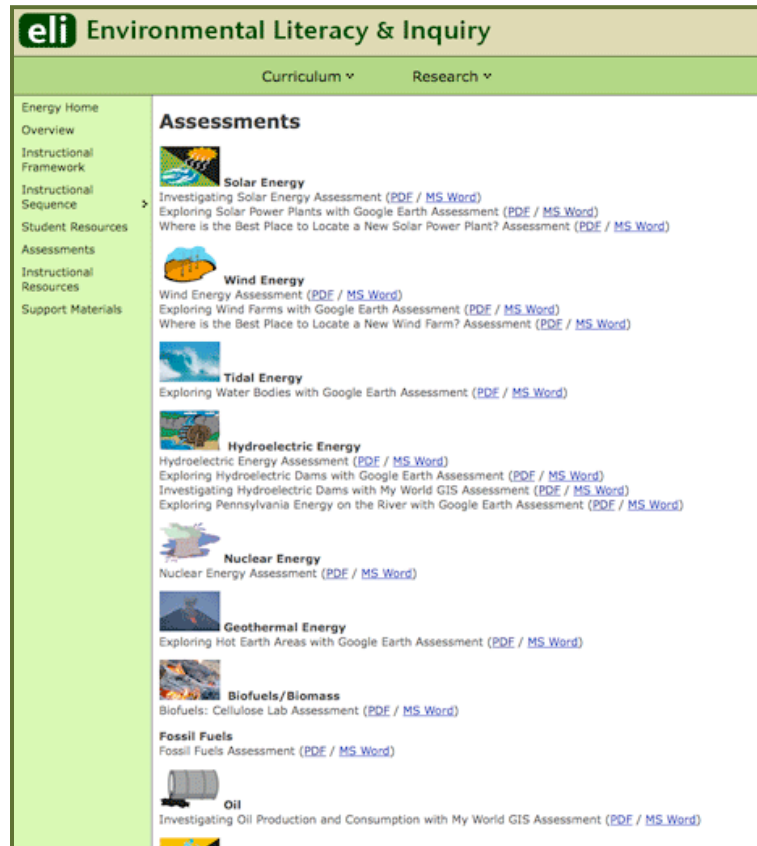 eli Environmental Literacy & Inquiry
Curriculum Research
Energy Home
Overview
Instructional
Framework
Instructional
Sequence
Student Resources
Assessments
Instructional
Resources
Support Materials
Assessments
Solar Energy
Investigating Solar Energy Assessment (PDF / MS Word)
Exploring Solar Power Plants with Google Earth Assessment (PDF / MS Word)
Where is the Best Place to Locate a New Solar Power Plant? Assessment (PDF / MS Word)
Wind Energy
Wind Energy Assessment (PDF / MS Word)
Exploring Wind Farms with Google Earth Assessment (PDF / MS Word)
Where is the Best Place to Locate a New Wind Farm? Assessment (PDF / MS Word)
Tidal Energy
Exploring Water Bodies with Google Earth Assessment (PDF / MS Word)
Hydroelectric Energy
Hydroelectric Energy Assessment (PDF / MS Word)
Exploring Hydroelectric Dams with Google Earth Assessment (PDF / MS Word)
Investigating Hydroelectric Dams with My World GIS Assessment (PDF / MS Word)
Exploring Pennsylvania Energy on the River with Google Earth Assessment (PDF / MS Word)
Nuclear Energy
Nuclear Energy Assessment (PDF / MS Word)
Geothermal Energy
Exploring Hot Earth Areas with Google Earth Assessment (PDF / MS Word)
Biofuels/Biomass
Biofuels: Cellulose Lab Assessment (PDF / MS Word)
Fossil Fuels
Fossil Fuels Assessment (PDF / MS Word)
Oil
Investigating Oil Production and Consumption with My World GIS Assessment (PDF / MS Word)